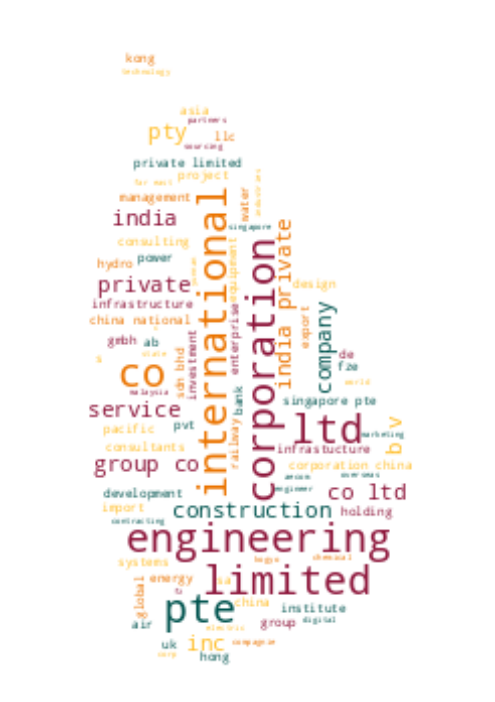 kong
technology
asia
partners
pty
llc
sourcing
private limited
far east
project
management
water
industries
india
singapore
international
corporation
india private
consulting
equipment
power
hydro
private
design
infrastructure
export
company
enterprise
china national
gmbh
ab
investment
sdn bhd
state
s
co
malaysia
de
fze
world
bank
singapore pte
service
pvt
ltd
marketing
b v
pacific
railway
consultants
infrastucture
group co
corporation china
overseas
aecom
engineer
development
co ltd
import
construction
holding
contracting
engineering
systems
kogyo
chemical
global
energy
sa
limited
pte
china
institute
air
electric
group
digital
uk
inc
compagnie
corp
hong